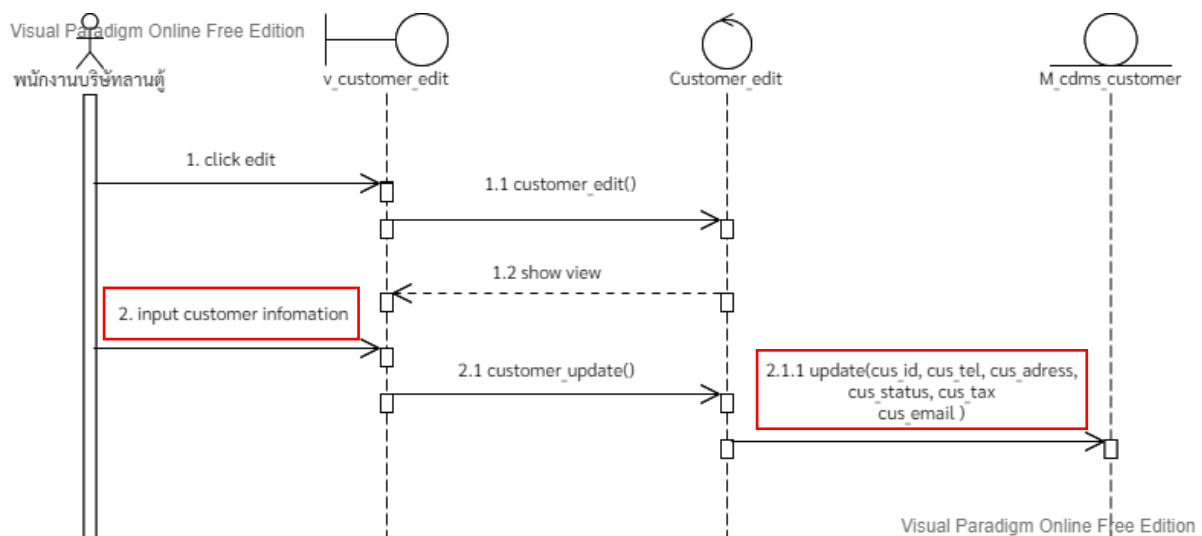 Visual Paradigm Online Free Edition
พนักงานบริษัทลานตู้
v_customer_edit
Customer_edit
M_cdms_customer
1. click edit
1.1 customer_edit()
1.2 show view
2. input customer infomation
2.1 customer_update()
2.1.1 update(cus_id, cus_tel, cus_adress,
cus_status, cus_tax
cus_email )
Visual Paradigm Online Free Edition